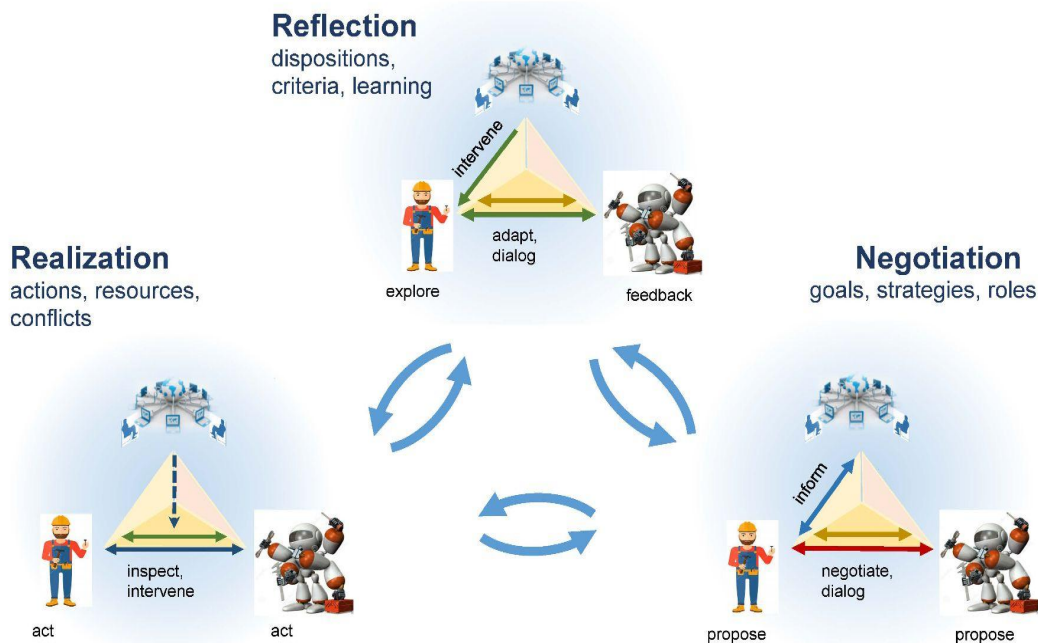 Reflection
dispositions,
criteria, learning
intervene
adapt,
dialog
explore
feedback
Realization
actions, resources,
conflicts
inspect,
intervene
act
act
Negotiation
goals, strategies, roles
inform
negotiate,
dialog
propose
propose